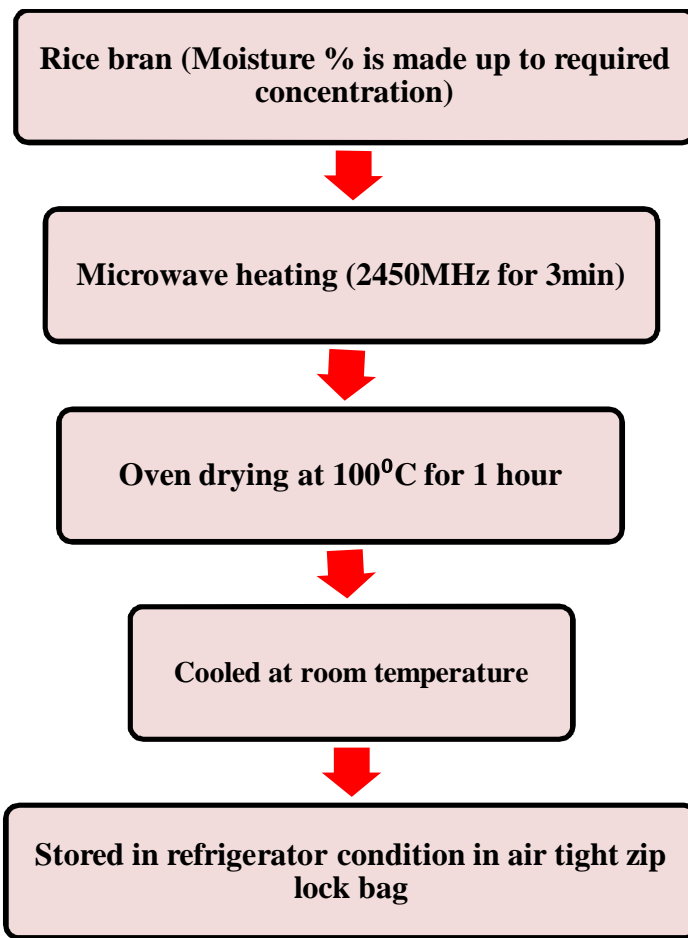 Rice bran (Moisture % is made up to required
concentration)
Microwave heating (2450MHz for 3min)
Oven drying at 100⁰C for 1 hour
Cooled at room temperature
Stored in refrigerator condition in air tight zip
lock bag